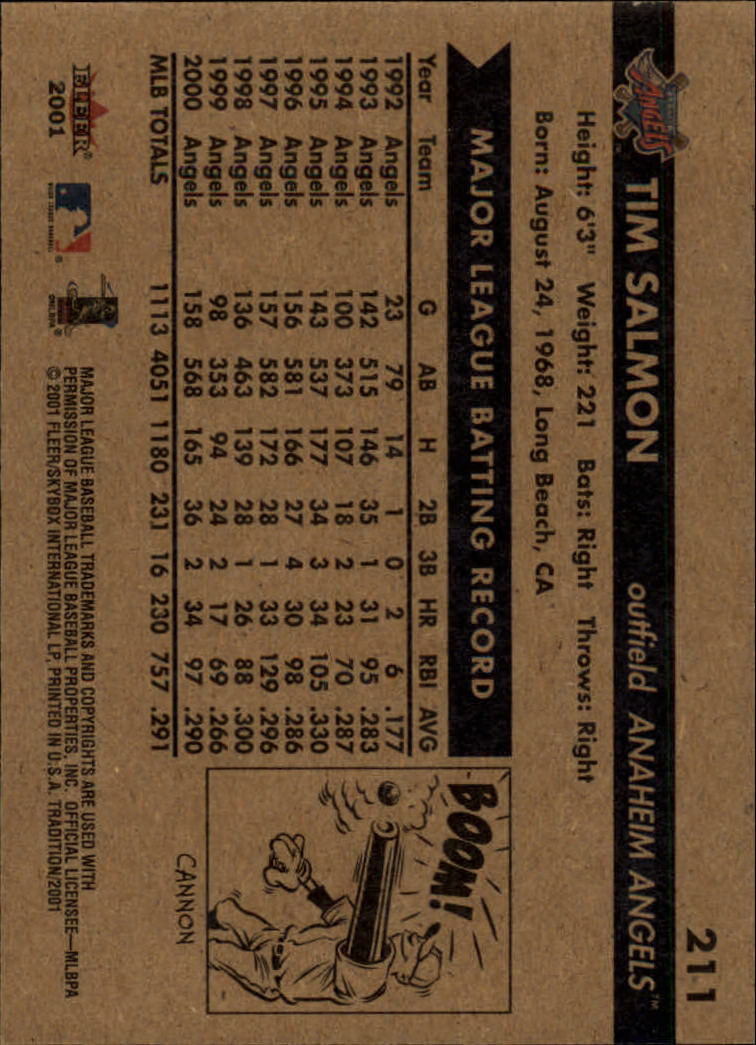 211
ANGELS
TIM SALMON outfield ANAHEIM ANGELS™
Height: 6'3" Weight: 221 Bats: Right Throws: Right
Born: August 24, 1968, Long Beach, CA
MAJOR LEAGUE BATTING RECORD
Year Team G AB H 2B 3B HR RBI AVG
1992 Angels 23 79 14 1 0 2 6 .177
1993 Angels 142 515 146 35 1 31 95 .283
1994 Angels 100 373 107 18 2 23 70 .287
1995 Angels 143 537 177 34 3 34 105 .330
1996 Angels 156 581 166 27 4 30 98 .286
1997 Angels 157 582 172 28 1 33 129 .296
1998 Angels 136 463 139 28 1 26 88 .300
1999 Angels 98 353 94 24 2 17 69 .266
2000 Angels 158 568 165 36 2 34 97 .290
MLB TOTALS 1113 4051 1180 231 16 230 757 .291
BOOM!
CANNON
FLEER®
2001
MAJOR LEAGUE BASEBALL TRADEMARKS AND COPYRIGHTS ARE USED WITH
PERMISSION OF MAJOR LEAGUE BASEBALL PROPERTIES, INC. OFFICIAL LICENSEE—MLBPA
© 2001 FLEER/SKYBOX INTERNATIONAL LP, PRINTED IN U.S.A. TRADITION/2001